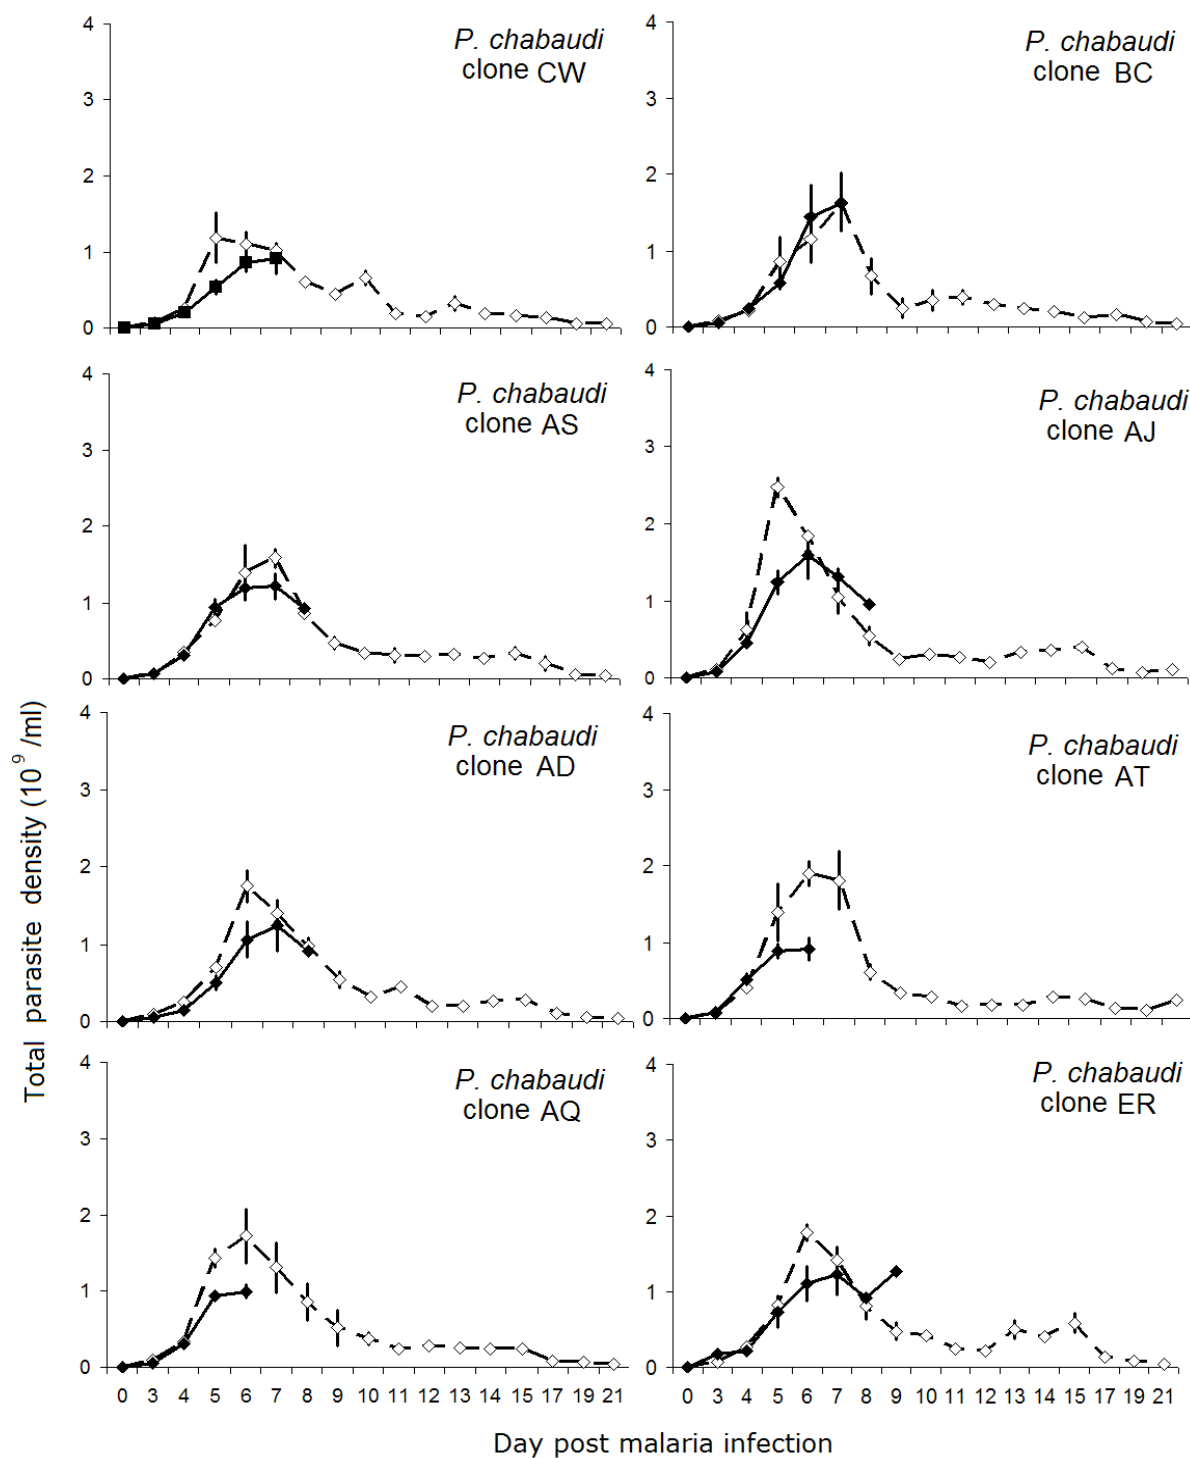 4
3
2
1
0
P. chabaudi
clone CW
4
3
2
1
0
P. chabaudi
clone BC
4
3
2
1
0
P. chabaudi
clone AS
4
3
2
1
0
P. chabaudi
clone AJ
4
3
2
1
0
P. chabaudi
clone AD
4
3
2
1
0
P. chabaudi
clone AT
4
3
2
1
0
P. chabaudi
clone AQ
0 3 4 5 6 7 8 9 10 11 12 13 14 15 17 19 21
4
3
2
1
0
P. chabaudi
clone ER
0 3 4 5 6 7 8 9 10 11 12 13 14 15 17 19 21
Total parasite density (10⁹ /ml)
Day post malaria infection